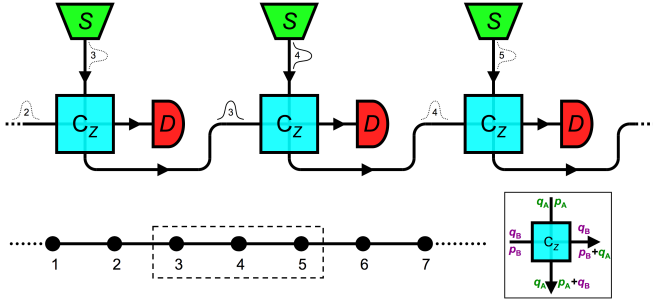 S S S
3 4 5
2 3 4
C_Z D C_Z D C_Z D
1 2 3 4 5 6 7
q_A p_A
q_B q_B
C_Z
p_B p_B+q_A
q_A p_A+q_B